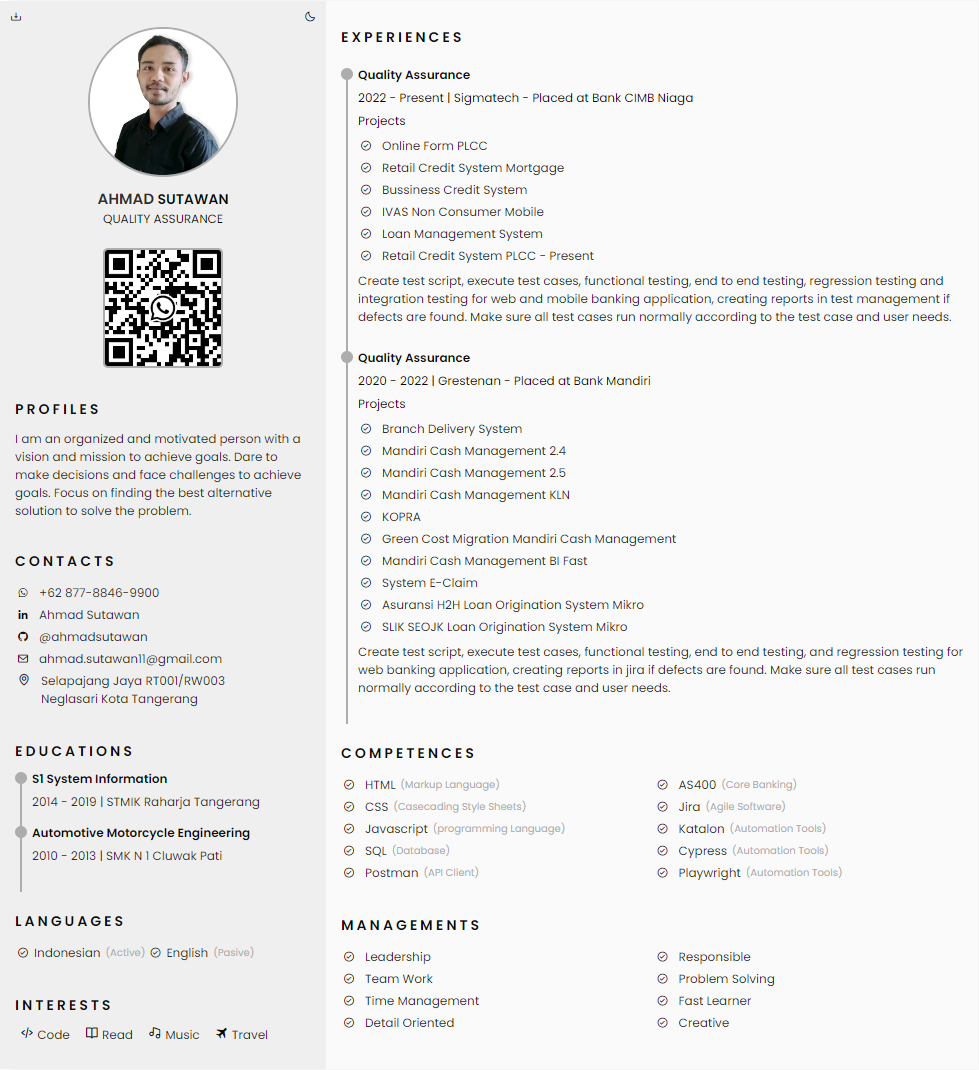 AHMAD SUTAWAN
QUALITY ASSURANCE
PROFILES
I am an organized and motivated person with a
vision and mission to achieve goals. Dare to
make decisions and face challenges to achieve
goals. Focus on finding the best alternative
solution to solve the problem.
CONTACTS
+62 877-8846-9900
Ahmad Sutawan
@ahmadsutawan
ahmad.sutawan11@gmail.com
Selapajang Jaya RT001/RW003
Neglasari Kota Tangerang
EDUCATIONS
S1 System Information
2014 - 2019 | STMIK Raharja Tangerang
Automotive Motorcycle Engineering
2010 - 2013 | SMK N 1 Cluwak Pati
LANGUAGES
Indonesian (Active) English (Pasive)
INTERESTS
Code Read Music Travel
EXPERIENCES
Quality Assurance
2022 - Present | Sigmatech - Placed at Bank CIMB Niaga
Projects
Online Form PLCC
Retail Credit System Mortgage
Bussiness Credit System
IVAS Non Consumer Mobile
Loan Management System
Retail Credit System PLCC - Present
Create test script, execute test cases, functional testing, end to end testing, regression testing and
integration testing for web and mobile banking application, creating reports in test management if
defects are found. Make sure all test cases run normally according to the test case and user needs.
Quality Assurance
2020 - 2022 | Grestenan - Placed at Bank Mandiri
Projects
Branch Delivery System
Mandiri Cash Management 2.4
Mandiri Cash Management 2.5
Mandiri Cash Management KLN
KOPRA
Green Cost Migration Mandiri Cash Management
Mandiri Cash Management BI Fast
System E-Claim
Asuransi H2H Loan Origination System Mikro
SLIK SEOJK Loan Origination System Mikro
Create test script, execute test cases, functional testing, end to end testing, and regression testing for
web banking application, creating reports in jira if defects are found. Make sure all test cases run
normally according to the test case and user needs.
COMPETENCES
HTML (Markup Language)
CSS (Casecading Style Sheets)
Javascript (programming Language)
SQL (Database)
Postman (API Client)
AS400 (Core Banking)
Jira (Agile Software)
Katalon (Automation Tools)
Cypress (Automation Tools)
Playwright (Automation Tools)
MANAGEMENTS
Leadership
Team Work
Time Management
Detail Oriented
Responsible
Problem Solving
Fast Learner
Creative